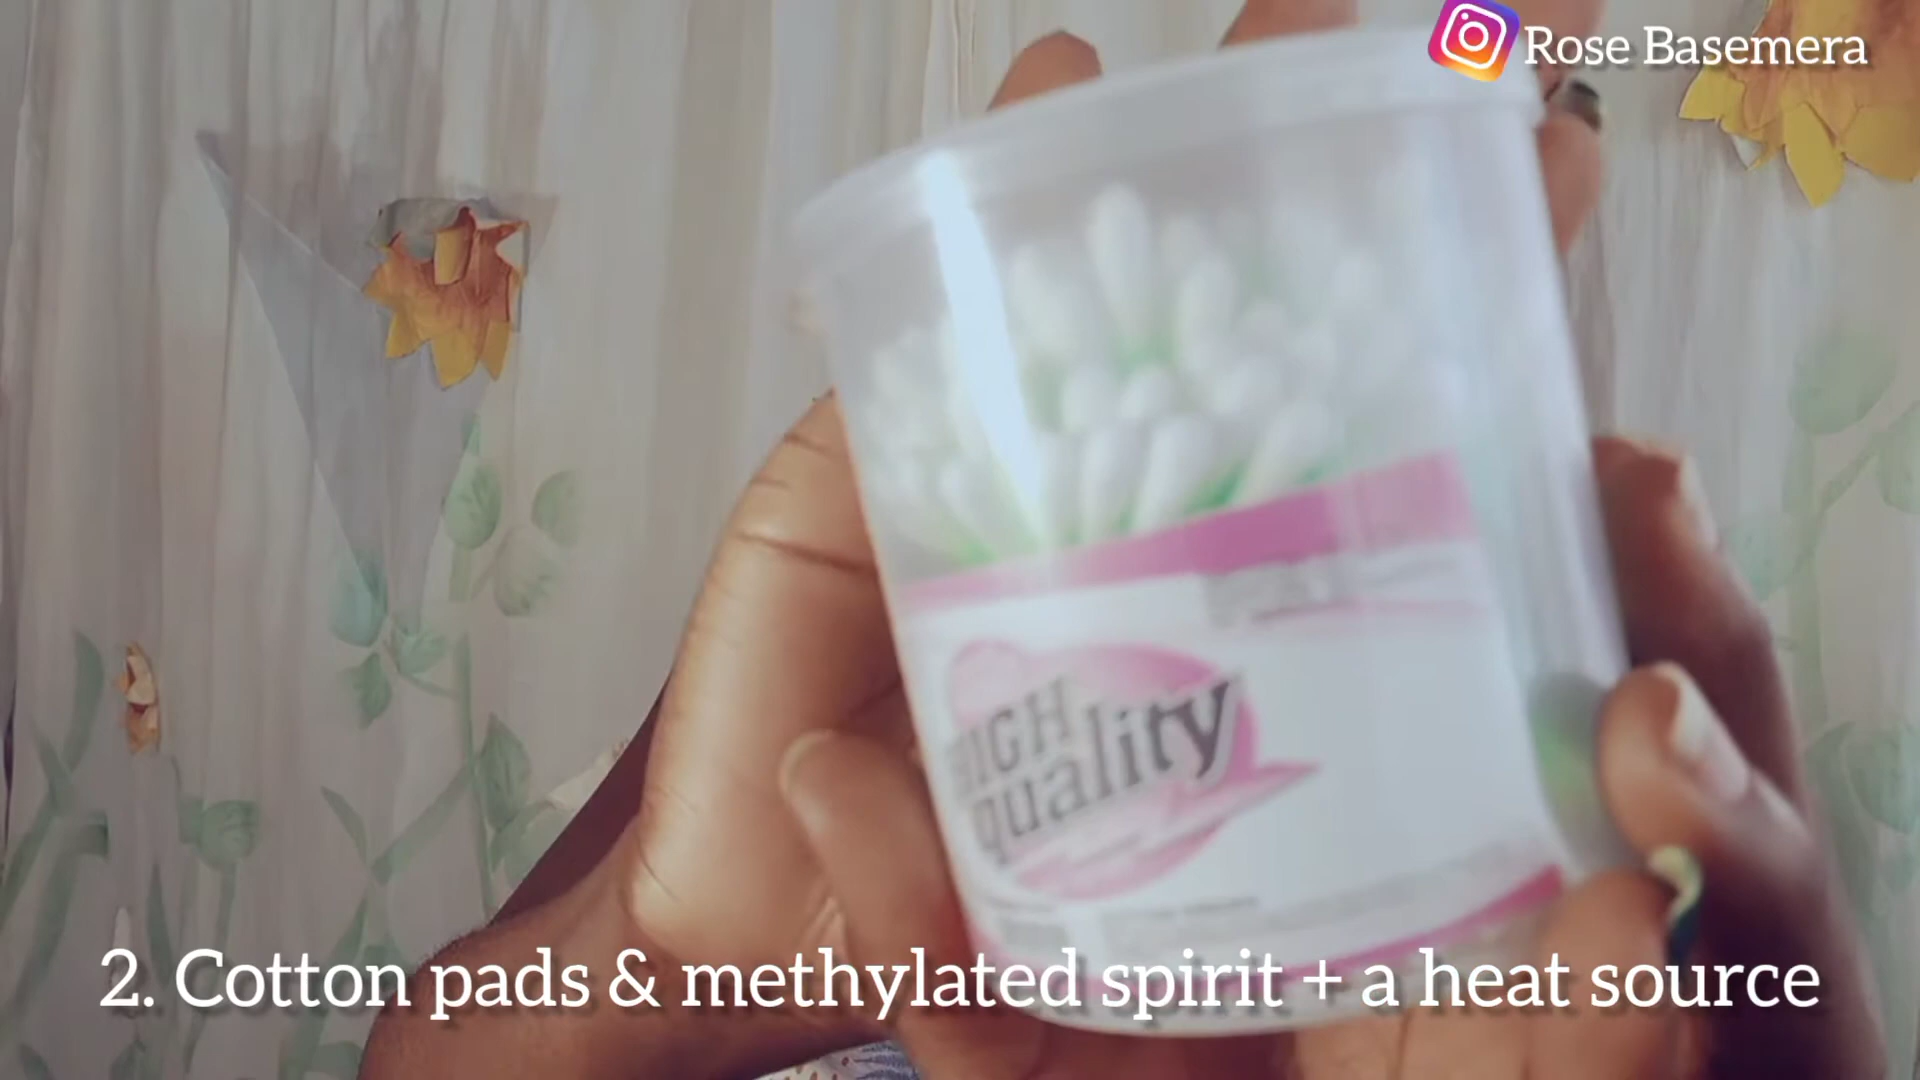 Rose Basemera
HIGH
quality
2. Cotton pads & methylated spirit + a heat source